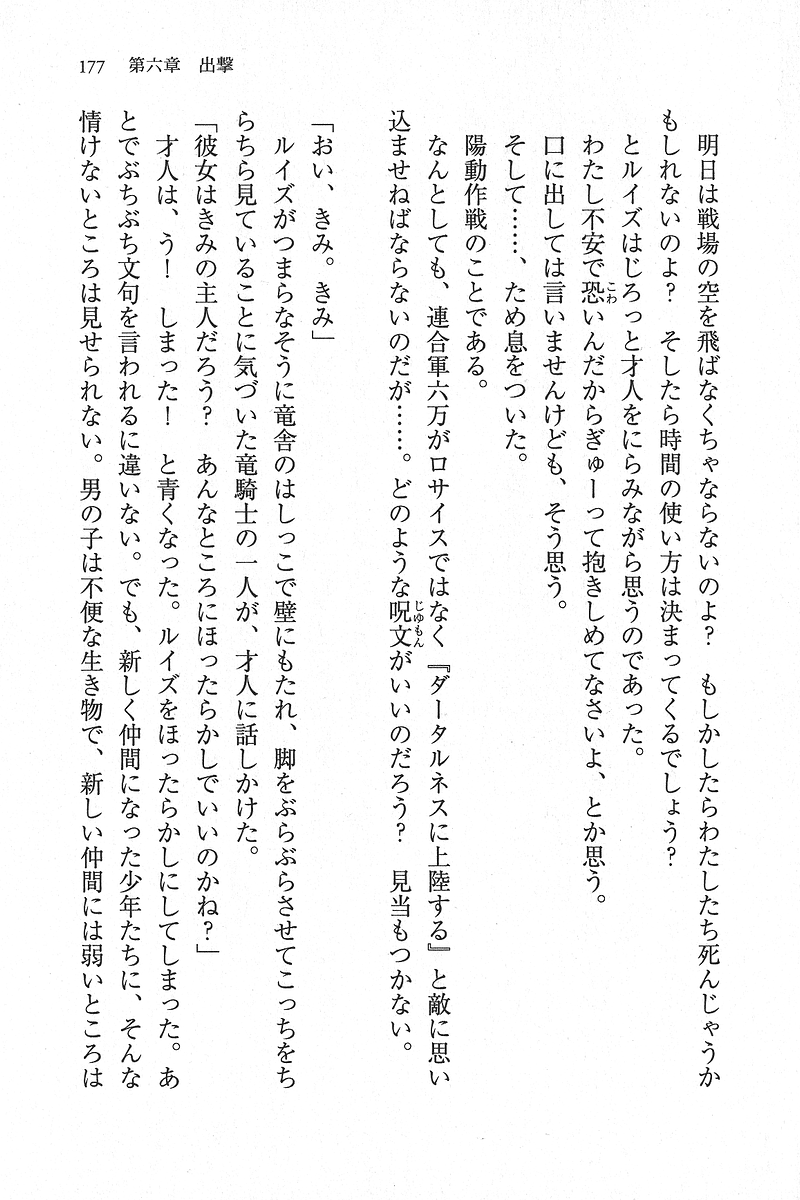 177　第六章　出撃
　明日は戦場の空を飛ばなくちゃならないのよ？　もしかしたらわたしたち死んじゃうか
もしれないのよ？　そしたら時間の使い方は決まってくるでしょう？
　とルイズはじろっと才人をにらみながら思うのであった。
　わたし不安で恐いんだからぎゅーって抱きしめてなさいよ、とか思う。
　口に出しては言いませんけども、そう思う。
　そして……、ため息をついた。
　陽動作戦のことである。
　なんとしても、連合軍六万がロサイスではなく『ダータルネスに上陸する』と敵に思い
込ませねばならないのだが……。どのような呪文がいいのだろう？　見当もつかない。
「おい、きみ。きみ」
　ルイズがつまらなそうに竜舎のはしっこで壁にもたれ、脚をぶらぶらさせてこっちをち
らちら見ていることに気づいた竜騎士の一人が、才人に話しかけた。
「彼女はきみの主人だろう？　あんなところにほったらかしでいいのかね？」
　才人は、う！　しまった！　と青くなった。ルイズをほったらかしにしてしまった。あ
とでぶちぶち文句を言われるに違いない。でも、新しく仲間になった少年たちに、そんな
情けないところは見せられない。男の子は不便な生き物で、新しい仲間には弱いところは